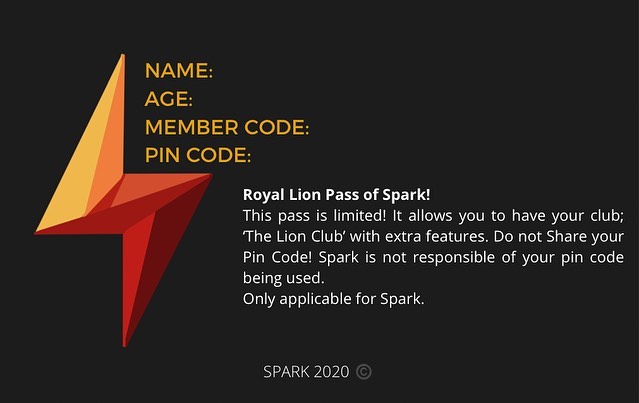 NAME:
AGE:
MEMBER CODE:
PIN CODE:
Royal Lion Pass of Spark!
This pass is limited! It allows you to have your club;
‘The Lion Club’ with extra features. Do not Share your
Pin Code! Spark is not responsible of your pin code
being used.
Only applicable for Spark.
SPARK 2020 ©